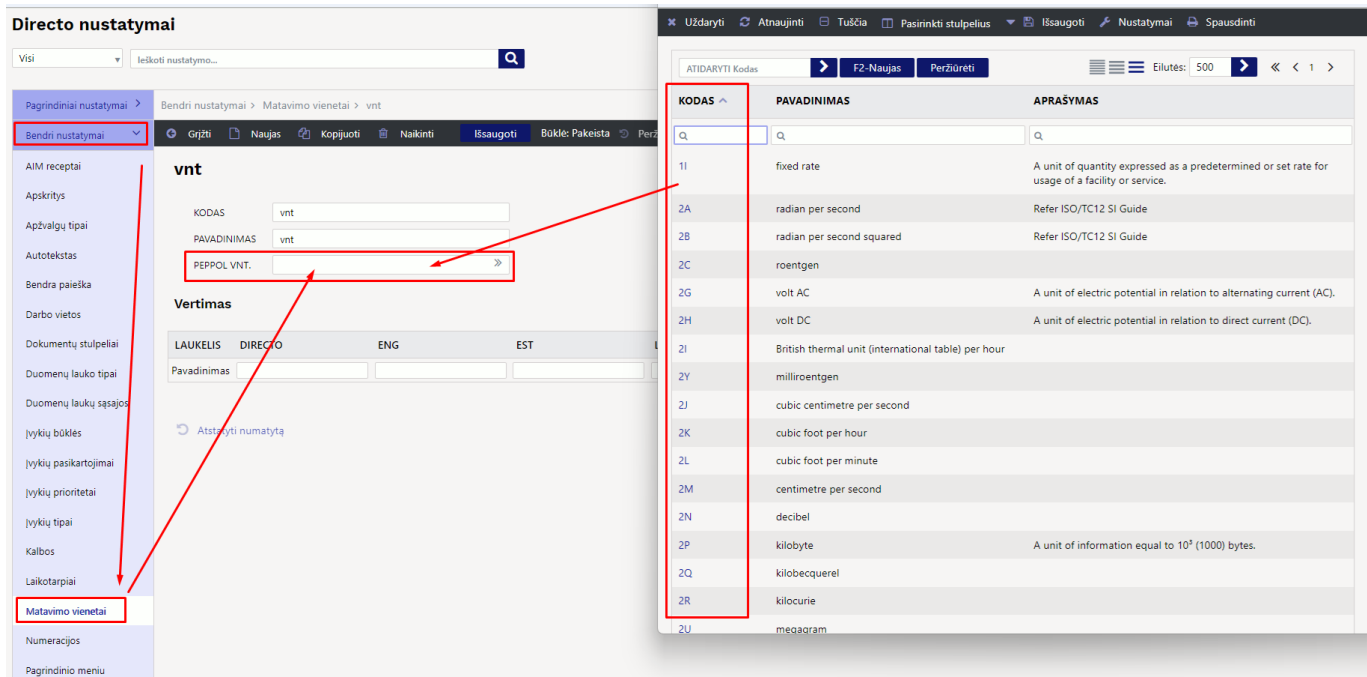 Directo nustatymai
Visi
Ieškoti nustatymo...
Pagrindiniai nustatymai
Bendri nustatymai
AIM receptai
Apskritys
Apžvalgų tipai
Autotekstas
Bendra paieška
Darbo vietos
Dokumentų stulpeliai
Duomenų lauko tipai
Duomenų laukų sąsajos
Įvykių būklės
Įvykių pasikartojimai
Įvykių prioritetai
Įvykių tipai
Kalbos
Laikotarpiai
Matavimo vienetai
Numeracijos
Pagrindinio meniu
Bendri nustatymai > Matavimo vienetai > vnt
Grįžti Naujas Kopijuoti Naikinti Išsaugoti Būklė: Pakeista Perž
vnt
KODAS vnt
PAVADINIMAS vnt
PEPPOL VNT.
Vertimas
LAUKELIS DIRECTO ENG EST
Pavadinimas
Atstatyti numatytą
Uždaryti Atnaujinti Tuščia Pasirinkti stulpelius Išsaugoti Nustatymai Spausdinti
ATIDARYTI Kodas F2-Naujas Peržiūrėti Eilutės: 500 « < 1 >
KODAS PAVADINIMAS APRAŠYMAS
1I fixed rate A unit of quantity expressed as a predetermined or set rate for
usage of a facility or service.
2A radian per second Refer ISO/TC12 SI Guide
2B radian per second squared Refer ISO/TC12 SI Guide
2C roentgen
2G volt AC A unit of electric potential in relation to alternating current (AC).
2H volt DC A unit of electric potential in relation to direct current (DC).
2I British thermal unit (international table) per hour
2Y milliroentgen
2J cubic centimetre per second
2K cubic foot per hour
2L cubic foot per minute
2M centimetre per second
2N decibel
2P kilobyte A unit of information equal to 10³ (1000) bytes.
2Q kilobecquerel
2R kilocurie
2U megagram